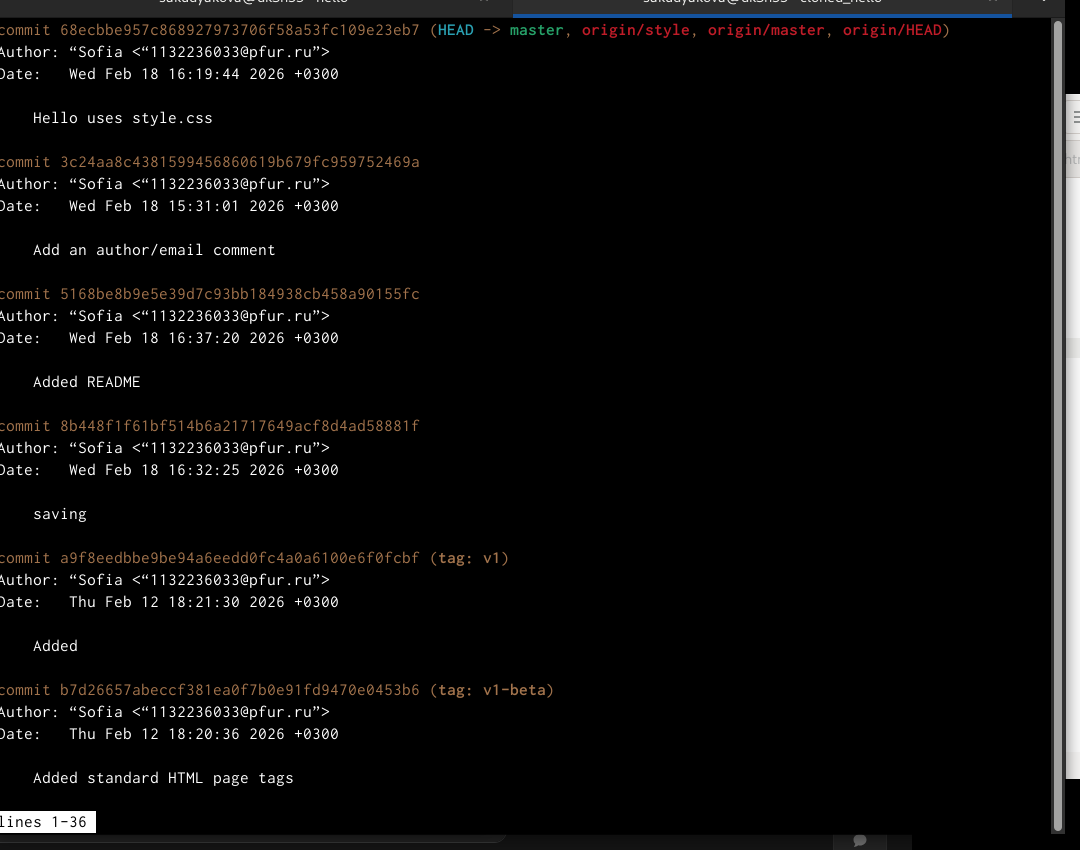 commit 68ecbbe957c868927973706f58a53fc109e23eb7 (HEAD -> master, origin/style, origin/master, origin/HEAD)
Author: “Sofia <“1132236033@pfur.ru”>
Date:   Wed Feb 18 16:19:44 2026 +0300
Hello uses style.css
commit 3c24aa8c4381599456860619b679fc959752469a
Author: “Sofia <“1132236033@pfur.ru”>
Date:   Wed Feb 18 15:31:01 2026 +0300
Add an author/email comment
commit 5168be8b9e5e39d7c93bb184938cb458a90155fc
Author: “Sofia <“1132236033@pfur.ru”>
Date:   Wed Feb 18 16:37:20 2026 +0300
Added README
commit 8b448f1f61bf514b6a21717649acf8d4ad58881f
Author: “Sofia <“1132236033@pfur.ru”>
Date:   Wed Feb 18 16:32:25 2026 +0300
saving
commit a9f8eedbbe9be94a6eedd0fc4a0a6100e6f0fcbf (tag: v1)
Author: “Sofia <“1132236033@pfur.ru”>
Date:   Thu Feb 12 18:21:30 2026 +0300
Added
commit b7d26657abeccf381ea0f7b0e91fd9470e0453b6 (tag: v1-beta)
Author: “Sofia <“1132236033@pfur.ru”>
Date:   Thu Feb 12 18:20:36 2026 +0300
Added standard HTML page tags
lines 1-36